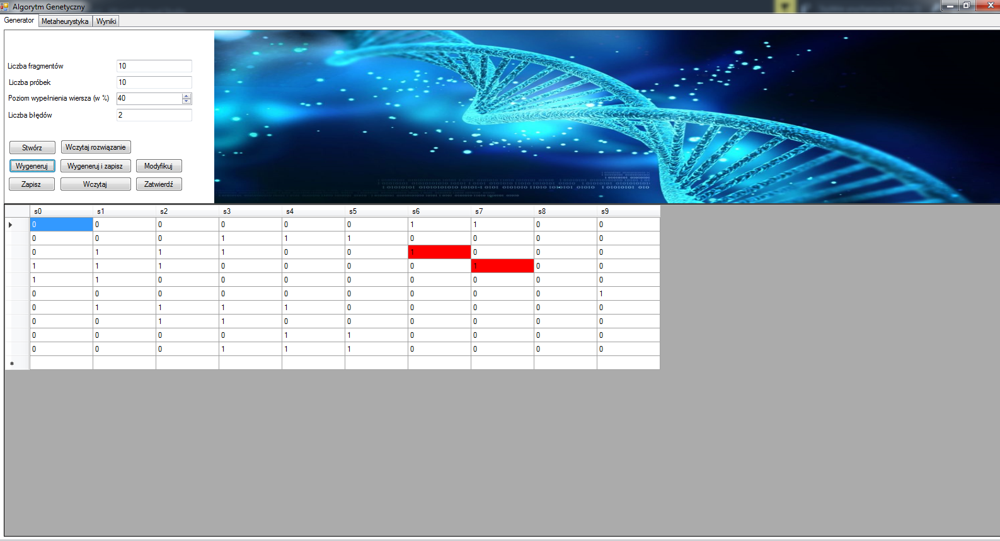 Algorytm Genetyczny
Generator Metaheurystyka Wyniki
Liczba fragmentów 10
Liczba próbek 10
Poziom wypełnienia wiersza (w %) 40
Liczba błędów 2
Stwórz Wczytaj rozwiązanie
Wygeneruj Wygeneruj i zapisz Modyfikuj
Zapisz Wczytaj Zatwierdź
s0 s1 s2 s3 s4 s5 s6 s7 s8 s9
0 0 0 0 0 0 1 1 0 0
0 0 0 1 1 1 0 0 0 0
0 1 1 1 0 0 1 0 0 0
1 1 1 0 0 0 0 1 0 0
1 1 0 0 0 0 0 0 0 0
0 0 0 0 0 0 0 0 0 1
0 1 1 1 1 0 0 0 0 0
0 0 1 1 0 0 0 0 0 0
0 0 0 0 1 1 0 0 0 0
0 0 0 1 1 1 0 0 0 0